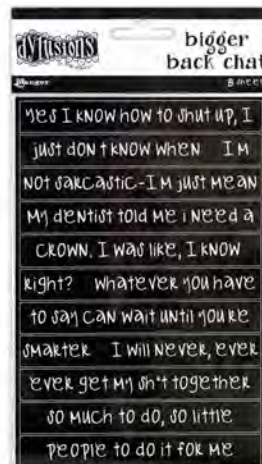 dylusions
bigger
back chat
Ranger
8 sheets
yes I know how to shut up, I
just don t know when I m
not sarcastic-I m just mean
My dentist told me i need a
crown. I was like, I know
right? whatever you have
to say can wait until you re
smarter I will never, ever
ever get my sh*t together
so much to do, so little
people to do it for me